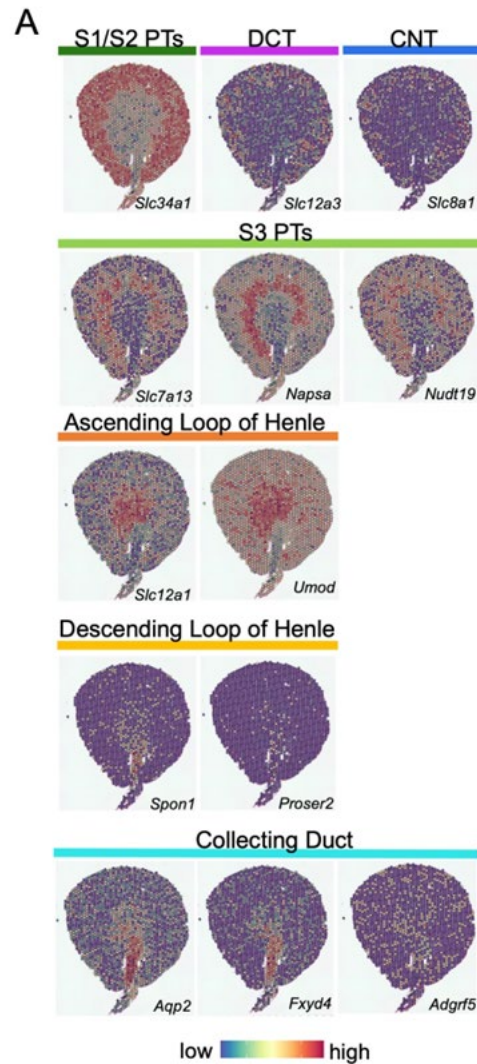 A
S1/S2 PTs DCT CNT
Slc34a1 Slc12a3 Slc8a1
S3 PTs
Slc7a13 Napsa Nudt19
Ascending Loop of Henle
Slc12a1 Umod
Descending Loop of Henle
Spon1 Proser2
Collecting Duct
Aqp2 Fxyd4 Adgrf5
low high